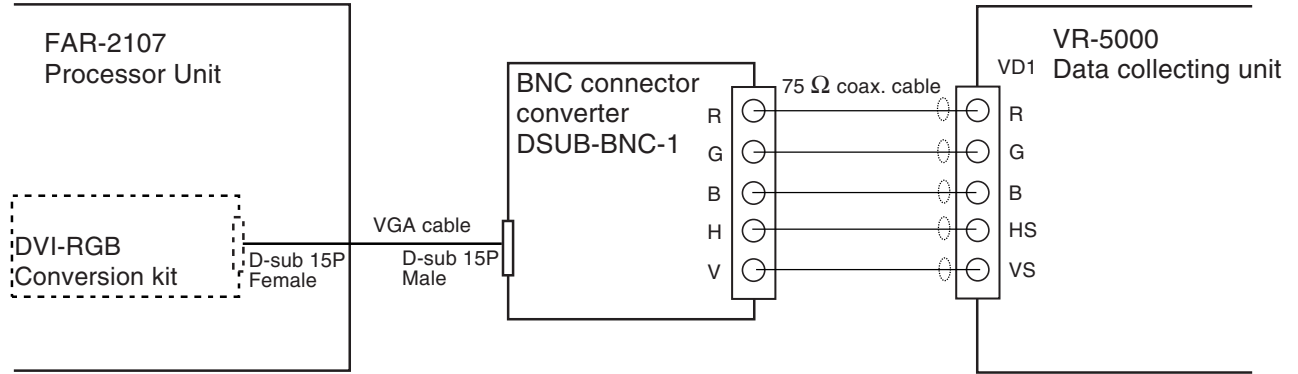 FAR-2107
Processor Unit
DVI-RGB
Conversion kit
D-sub 15P
Female
VGA cable
D-sub 15P
Male
BNC connector
converter
DSUB-BNC-1
R
G
B
H
V
75 Ω coax. cable
VR-5000
VD1 Data collecting unit
R
G
B
HS
VS